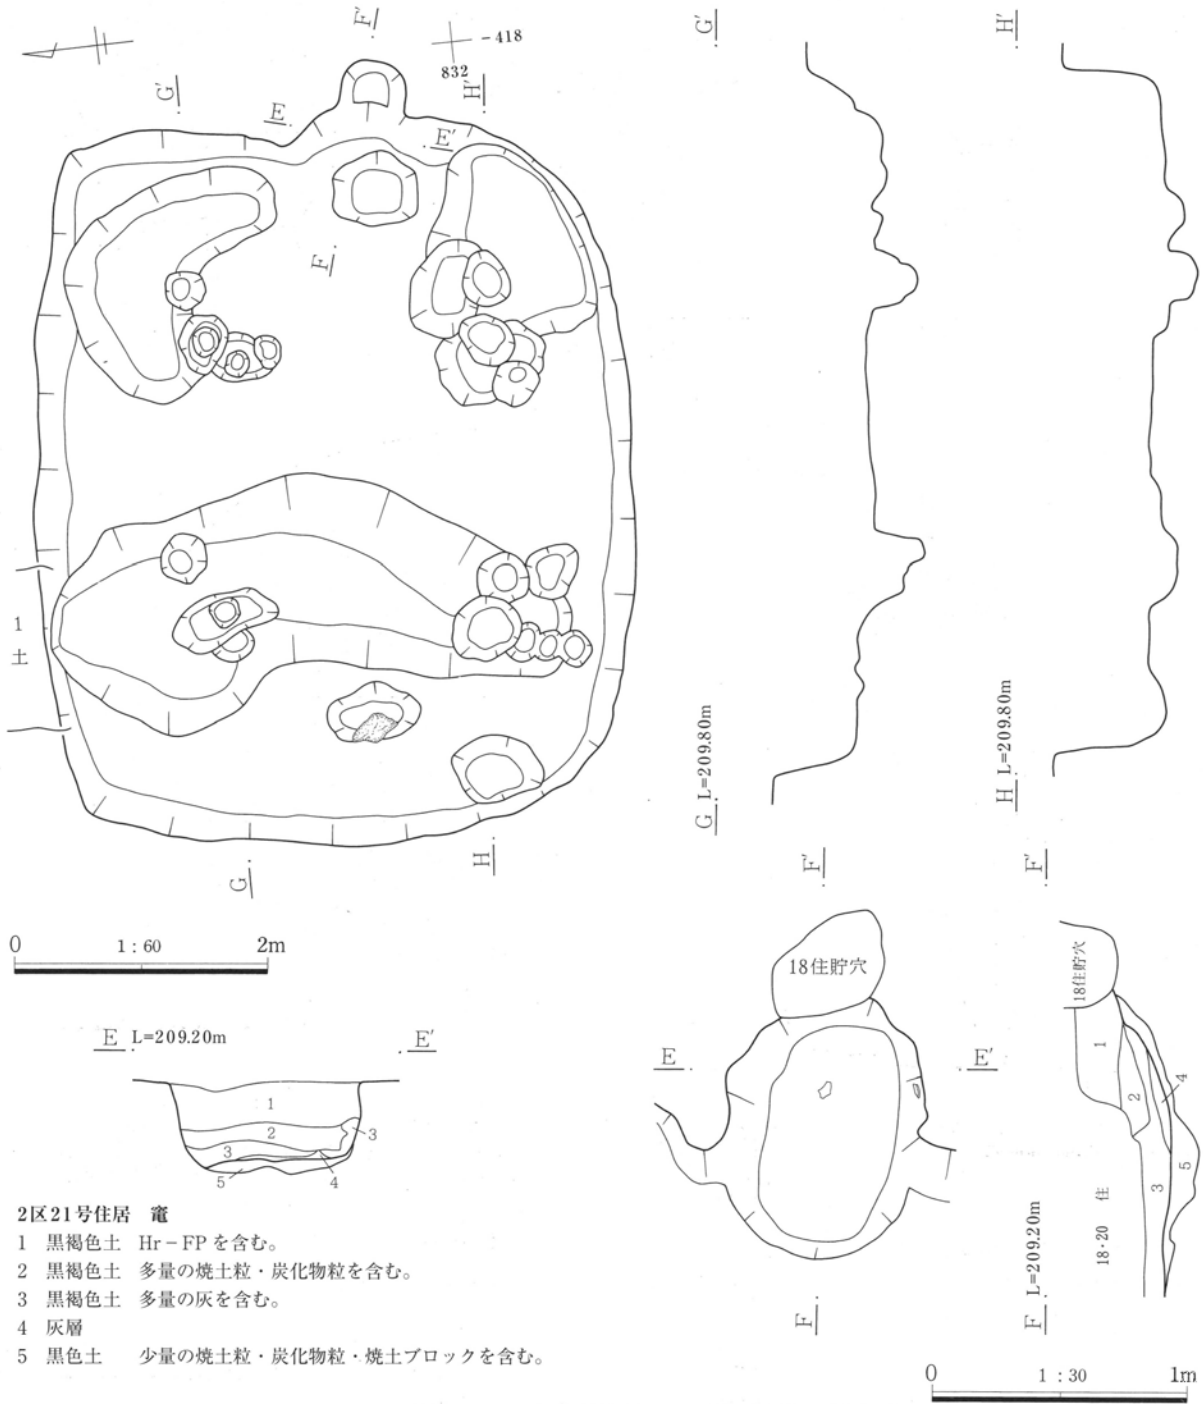 F′
-418
832
G′
H′
E
E′
F
1
土
G
H
0 1:60 2m
G′
G L=209.80m
H′
H L=209.80m
E L=209.20m E′
1
2
3
3
4
5
2区21号住居 竃
1 黒褐色土 Hr-FPを含む。
2 黒褐色土 多量の焼土粒・炭化物粒を含む。
3 黒褐色土 多量の灰を含む。
4 灰層
5 黒色土 少量の焼土粒・炭化物粒・焼土ブロックを含む。
F′
18住貯穴
E
E′
F
F′
18住貯穴
1
2
4
5
3
18・20 住
F L=209.20m
0 1:30 1m